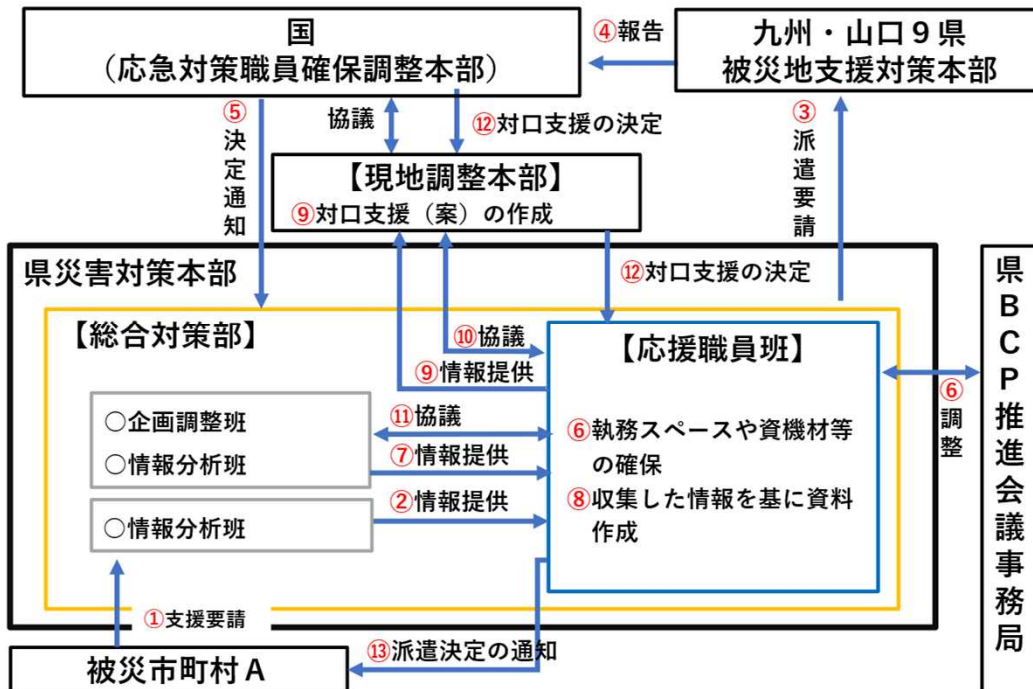 国
(応急対策職員確保調整本部)
④報告
九州・山口9県
被災地支援対策本部
⑤決定通知
協議
⑫対口支援の決定
③派遣要請
【現地調整本部】
⑨対口支援(案)の作成
県災害対策本部
⑫対口支援の決定
【総合対策部】
⑩協議
⑨情報提供
【応援職員班】
○企画調整班
○情報分析班
⑪協議
⑦情報提供
⑥執務スペースや資機材等
の確保
⑧収集した情報を基に資料
作成
⑥調整
県BCP推進会議事務局
○情報分析班
②情報提供
①支援要請
⑬派遣決定の通知
被災市町村A